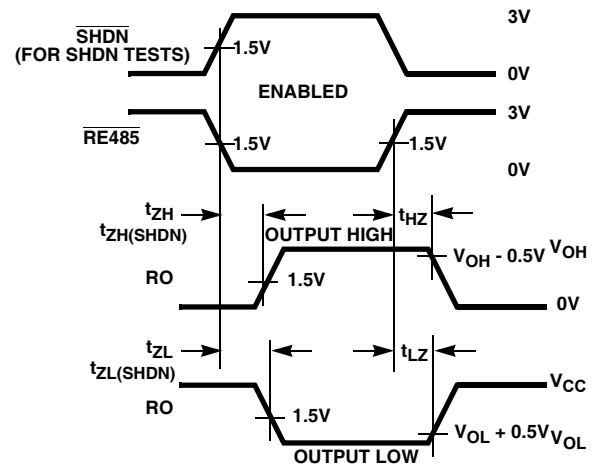 SHDN
(FOR SHDN TESTS)
1.5V
3V
0V
ENABLED
RE485
1.5V
1.5V
3V
0V
tZH
tZH(SHDN)
tHZ
OUTPUT HIGH
VOH - 0.5V
VOH
RO
1.5V
0V
tZL
tZL(SHDN)
tLZ
VCC
RO
1.5V
VOL + 0.5V
VOL
OUTPUT LOW